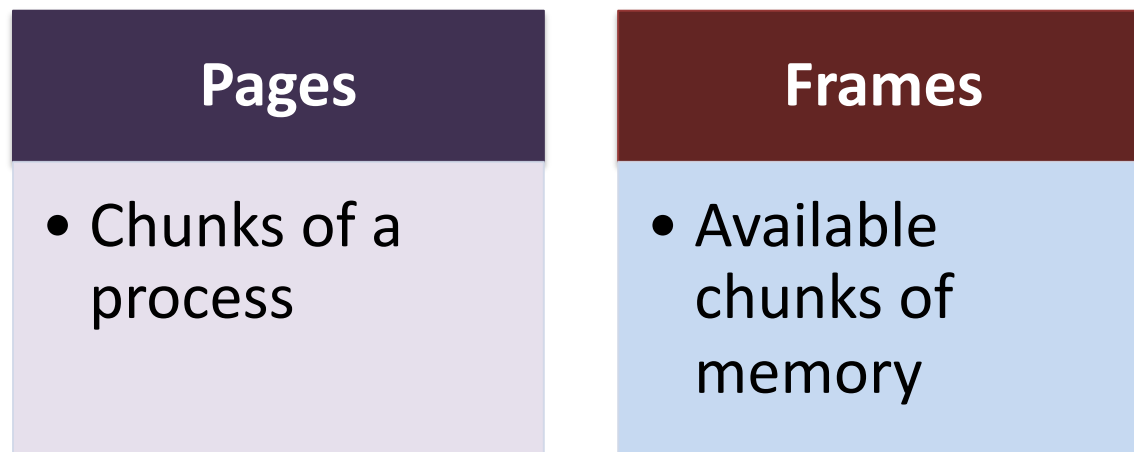 Pages
• Chunks of a
process
Frames
• Available
chunks of
memory